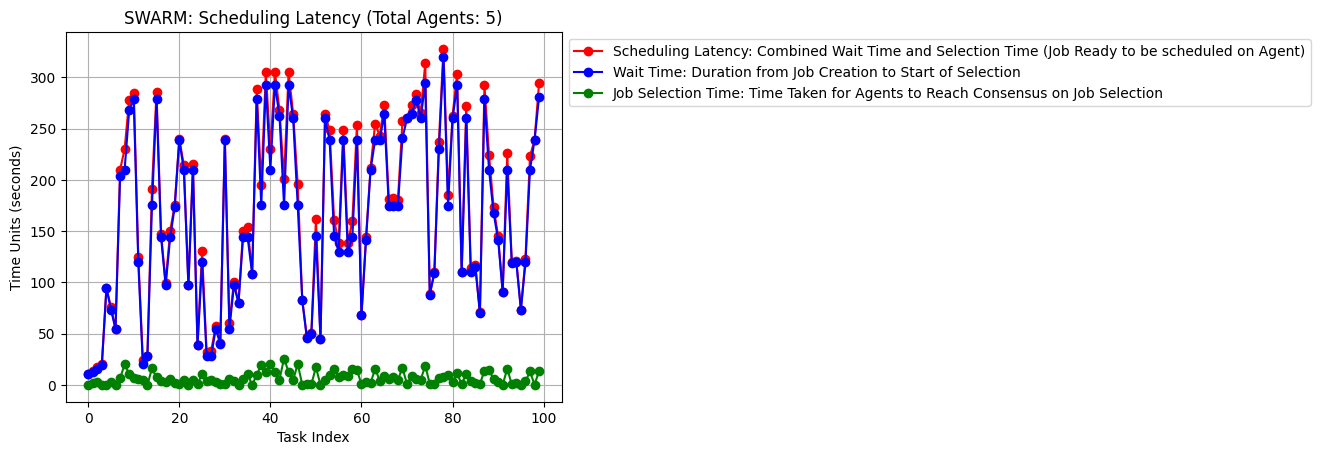 SWARM: Scheduling Latency (Total Agents: 5)
Scheduling Latency: Combined Wait Time and Selection Time (Job Ready to be scheduled on Agent)
Wait Time: Duration from Job Creation to Start of Selection
Job Selection Time: Time Taken for Agents to Reach Consensus on Job Selection
Time Units (seconds)
300
250
200
150
100
50
0
0 20 40 60 80 100
Task Index